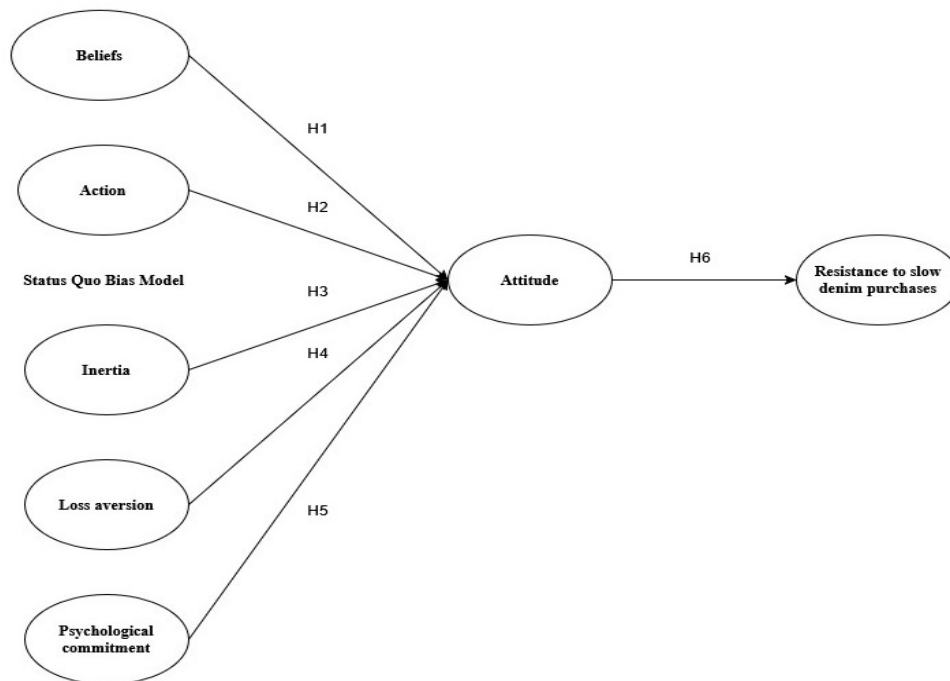 Beliefs
H1
Action
H2
Status Quo Bias Model
H3
Inertia
H4
Loss aversion
H5
Psychological
commitment
Attitude
H6
Resistance to slow
denim purchases